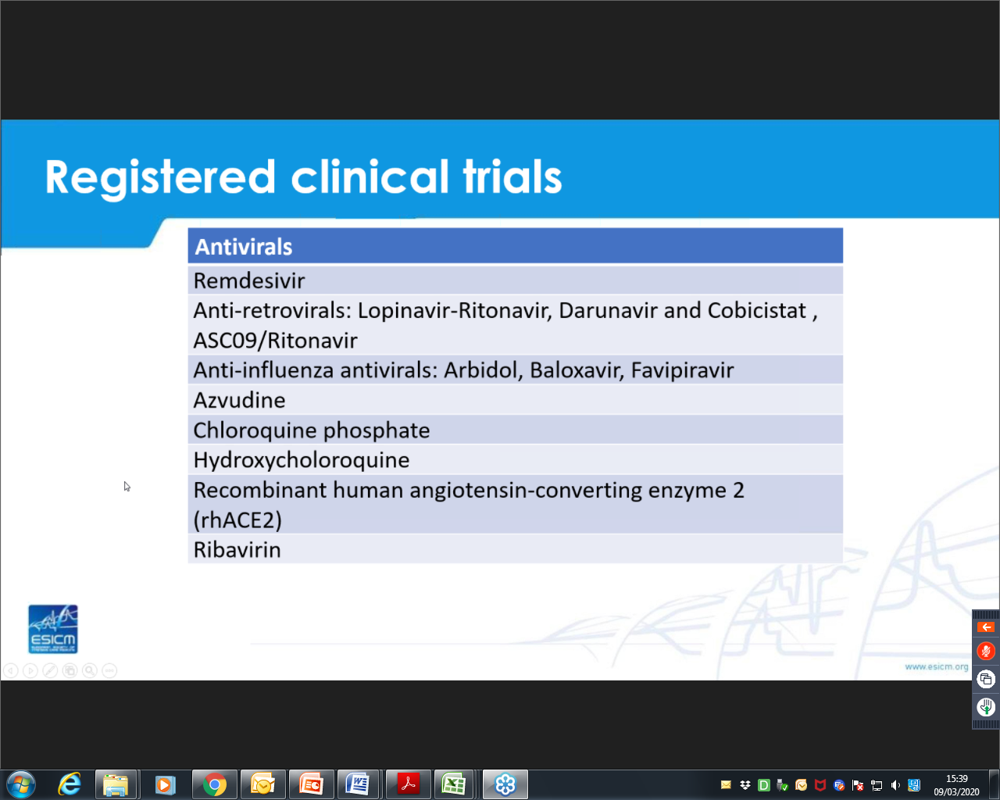 Registered clinical trials
Antivirals
Remdesivir
Anti-retrovirals: Lopinavir-Ritonavir, Darunavir and Cobicistat ,
ASC09/Ritonavir
Anti-influenza antivirals: Arbidol, Baloxavir, Favipiravir
Azvudine
Chloroquine phosphate
Hydroxycholoroquine
Recombinant human angiotensin-converting enzyme 2
(rhACE2)
Ribavirin
ESICM
www.esicm.org
15:39
09/03/2020